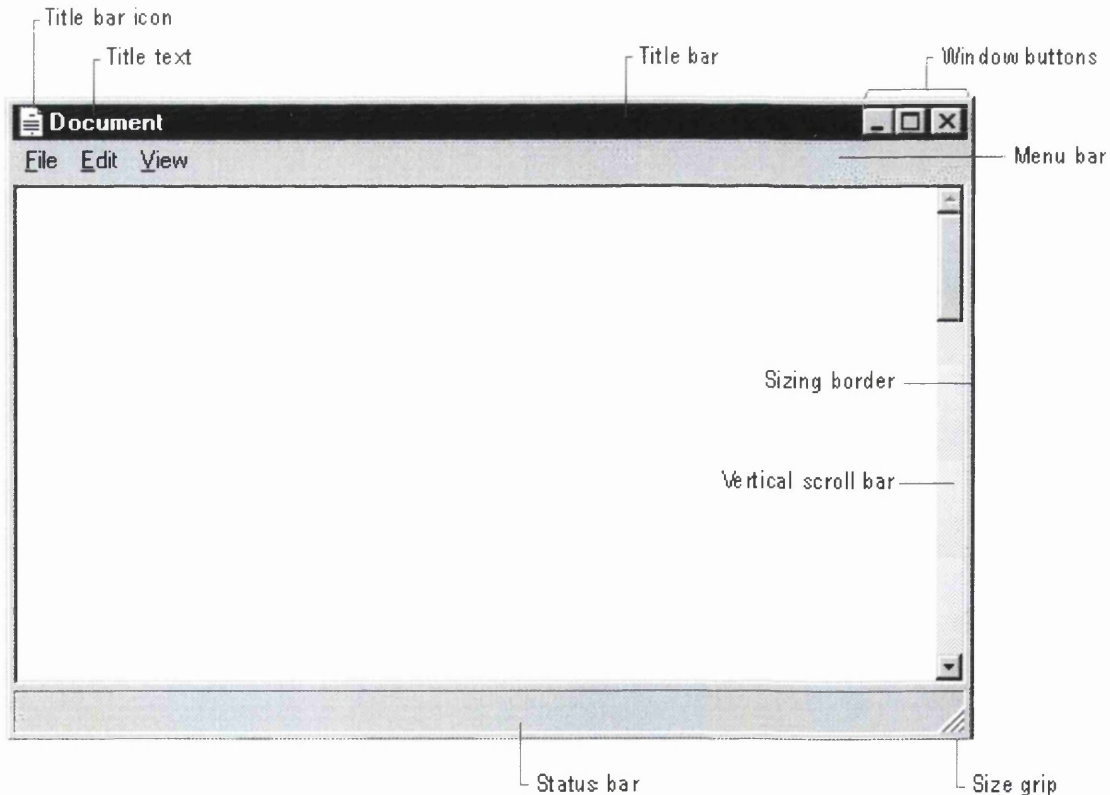 Title bar icon
Title text
Title bar
Window buttons
Document
File Edit View
Menu bar
Sizing border
Vertical scroll bar
Status bar
Size grip